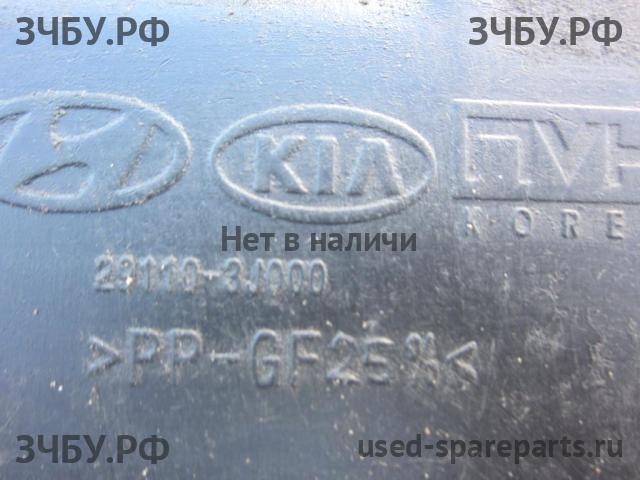 ЗЧБУ.РФ ЗЧБУ.РФ
KIA
KORE
Нет в наличи
29110-3J000
>PP-GF25%<
ЗЧБУ.РФ used-spareparts.ru